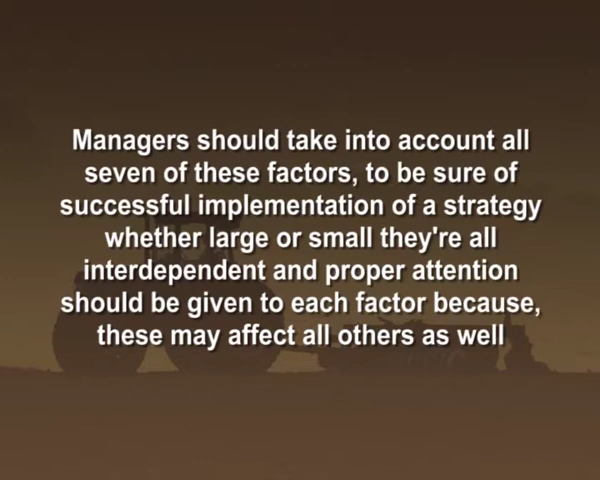 Managers should take into account all
seven of these factors, to be sure of
successful implementation of a strategy
whether large or small they're all
interdependent and proper attention
should be given to each factor because,
these may affect all others as well